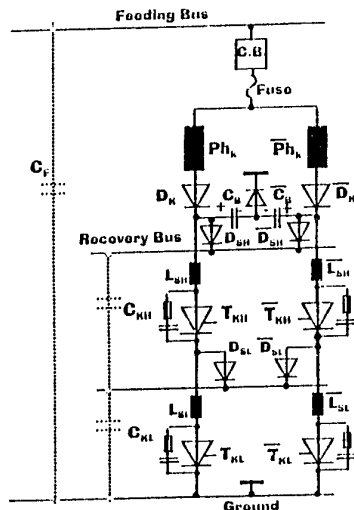 Feeding Bus
C.B.
Fuse
Ph_k P̅h_k
C_F
D_K + C_B C̅_B + D̅_K
D_SH D̅_SH
Recovery Bus
L_SH L̅_SH
C_KH T_KH T̅_KH
D_SL D̅_SL
L_SL L̅_SL
C_KL T_KL T̅_KL
Ground